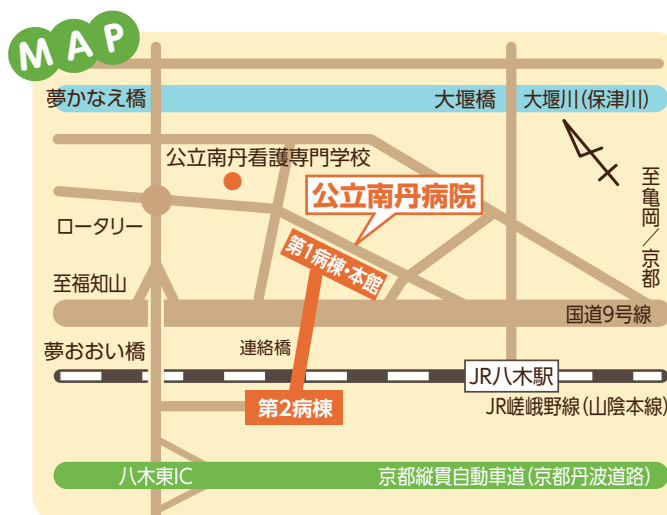 MAP
夢かなえ橋
大堰橋
大堰川(保津川)
公立南丹看護専門学校
至亀岡/京都
公立南丹病院
ロータリー
第1病棟・本館
至福知山
国道9号線
夢おおい橋
連絡橋
JR八木駅
第2病棟
JR嵯峨野線(山陰本線)
八木東IC
京都縦貫自動車道(京都丹波道路)